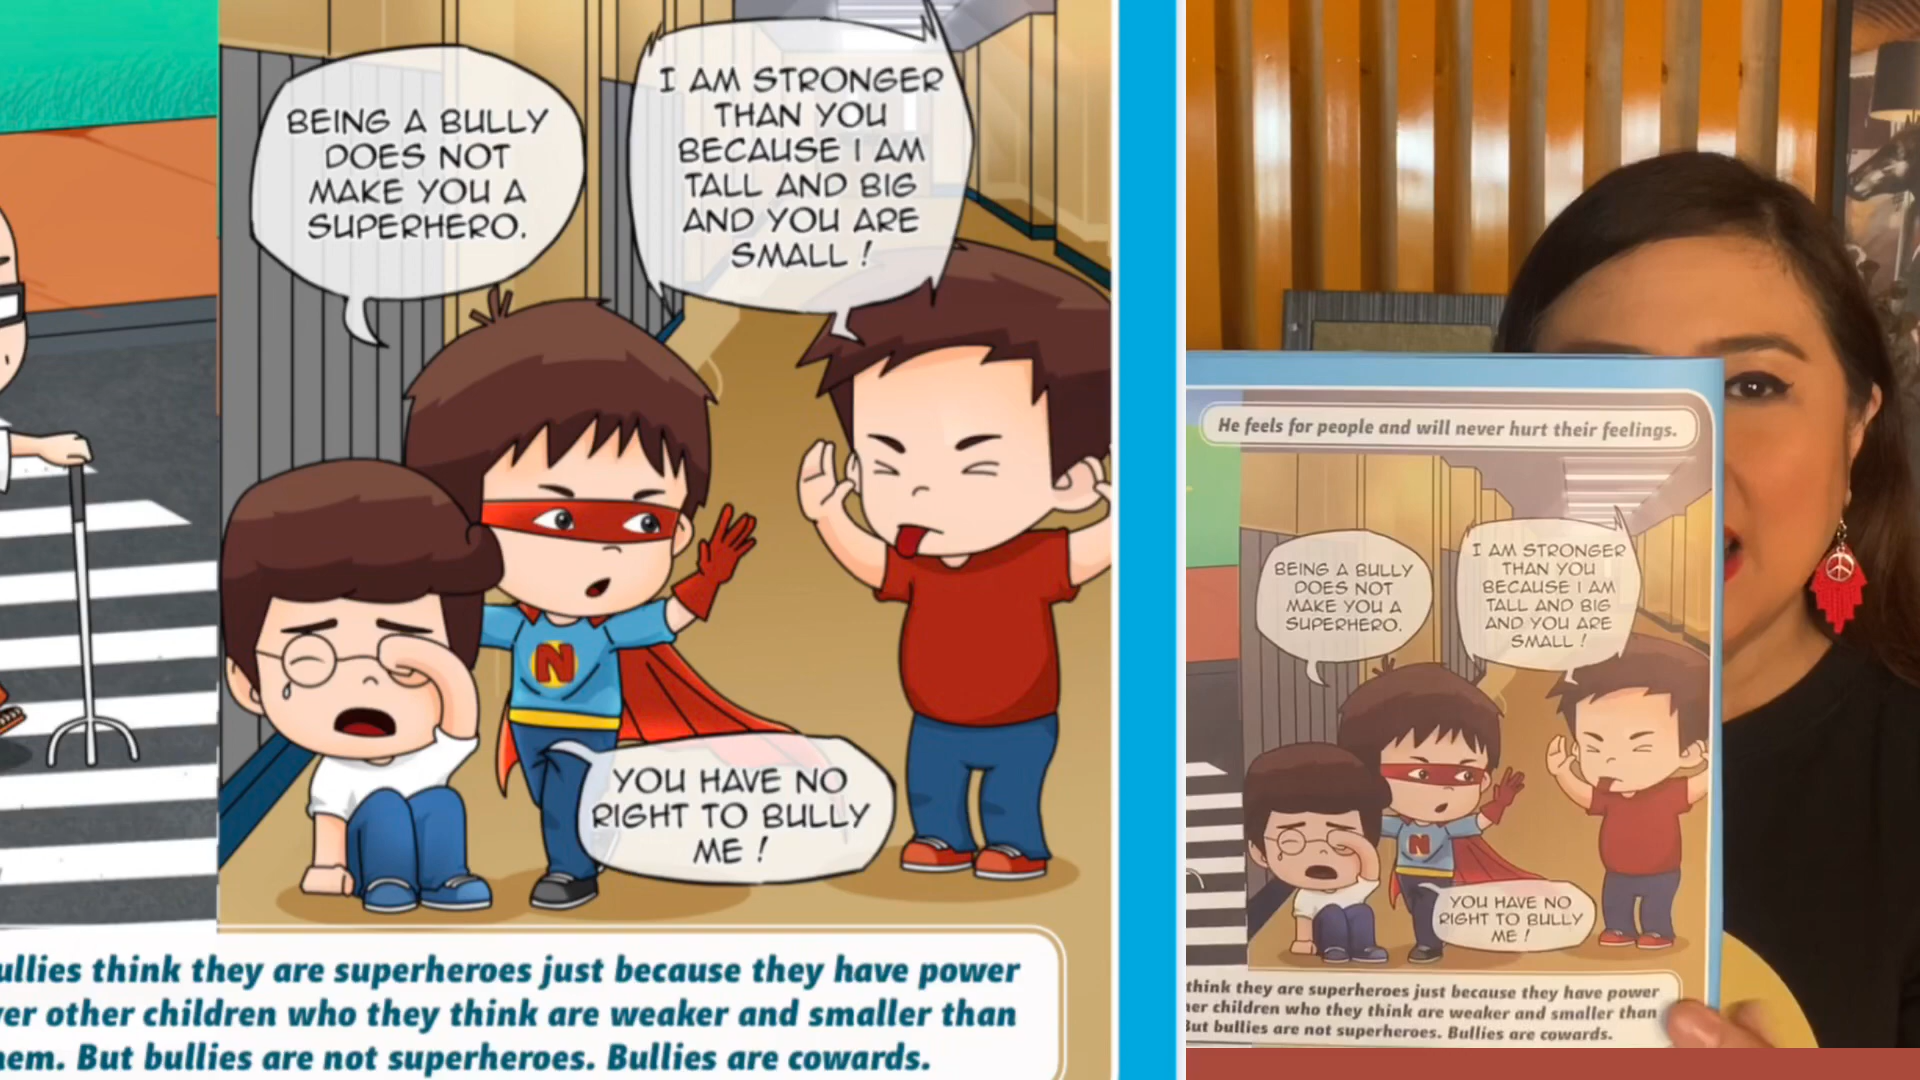 BEING A BULLY
DOES NOT
MAKE YOU A
SUPERHERO.
I AM STRONGER
THAN YOU
BECAUSE I AM
TALL AND BIG
AND YOU ARE
SMALL !
N
YOU HAVE NO
RIGHT TO BULLY
ME !
ullies think they are superheroes just because they have power
er other children who they think are weaker and smaller than
em. But bullies are not superheroes. Bullies are cowards.
He feels for people and will never hurt their feelings.
BEING A BULLY
DOES NOT
MAKE YOU A
SUPERHERO.
I AM STRONGER
THAN YOU
BECAUSE I AM
TALL AND BIG
AND YOU ARE
SMALL !
N
YOU HAVE NO
RIGHT TO BULLY
ME !
think they are superheroes just because they have power
er children who they think are weaker and smaller than
But bullies are not superheroes. Bullies are cowards.